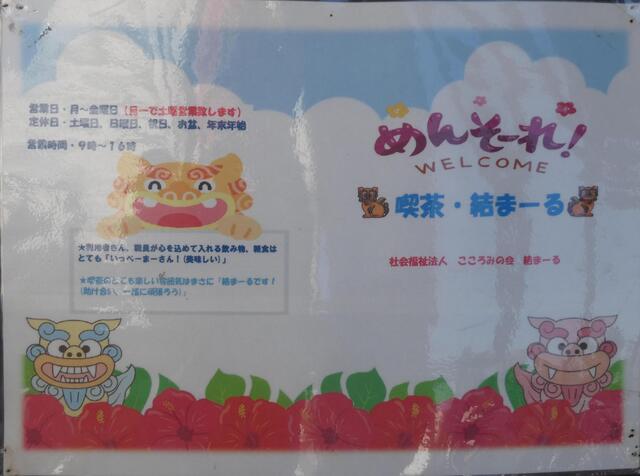 営業日・月～金曜日(月一で土曜営業致します)
定休日・土曜日、日曜日、祝日、お盆、年末年始
営業時間・9時～16時
★利用者さん、職員が心を込めて入れる飲み物、軽食は
とても「いっぺーまーさん!(美味しい)」
★喫茶のとても楽しい雰囲気はまさに「結まーるです!
(助け合い、一緒に頑張ろう)」
めんそーれ!
WELCOME
喫茶・結まーる
社会福祉法人 こころみの会 結まーる